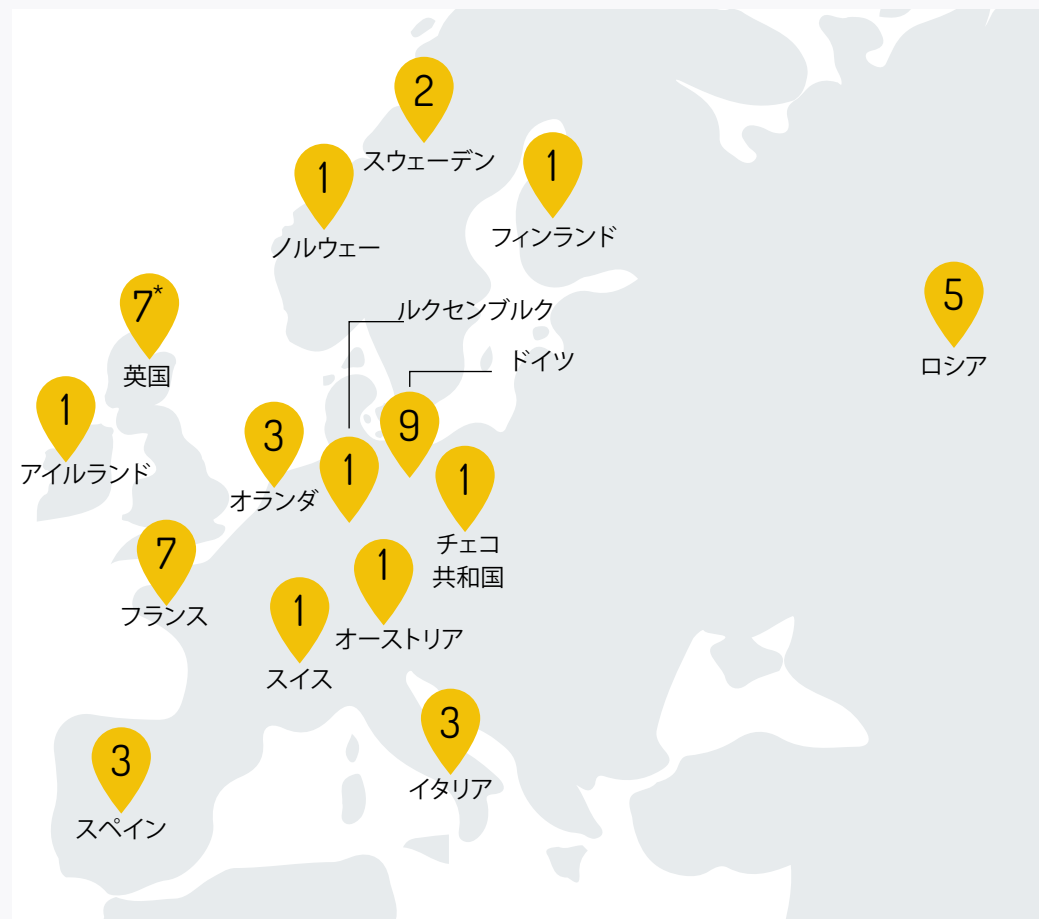 2
スウェーデン
1
ノルウェー
1
フィンランド
7*
英国
ルクセンブルク
ドイツ
5
ロシア
1
アイルランド
3
オランダ
1
9
1
チェコ
共和国
7
フランス
1
オーストリア
1
スイス
3
イタリア
3
スペイン